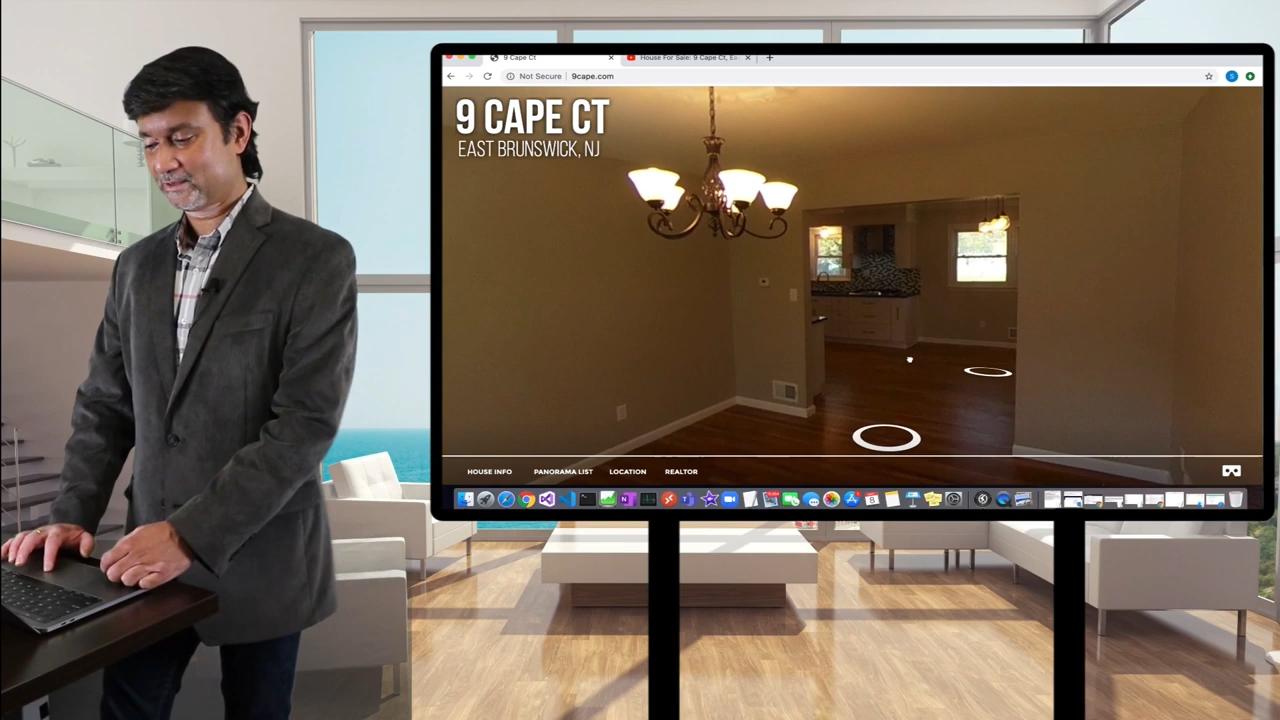 9 Cape Ct
House For Sale: 9 Cape Ct, Ea
Not Secure
9cape.com
S
9 CAPE CT
EAST BRUNSWICK, NJ
HOUSE INFO PANORAMA LIST LOCATION REALTOR
8